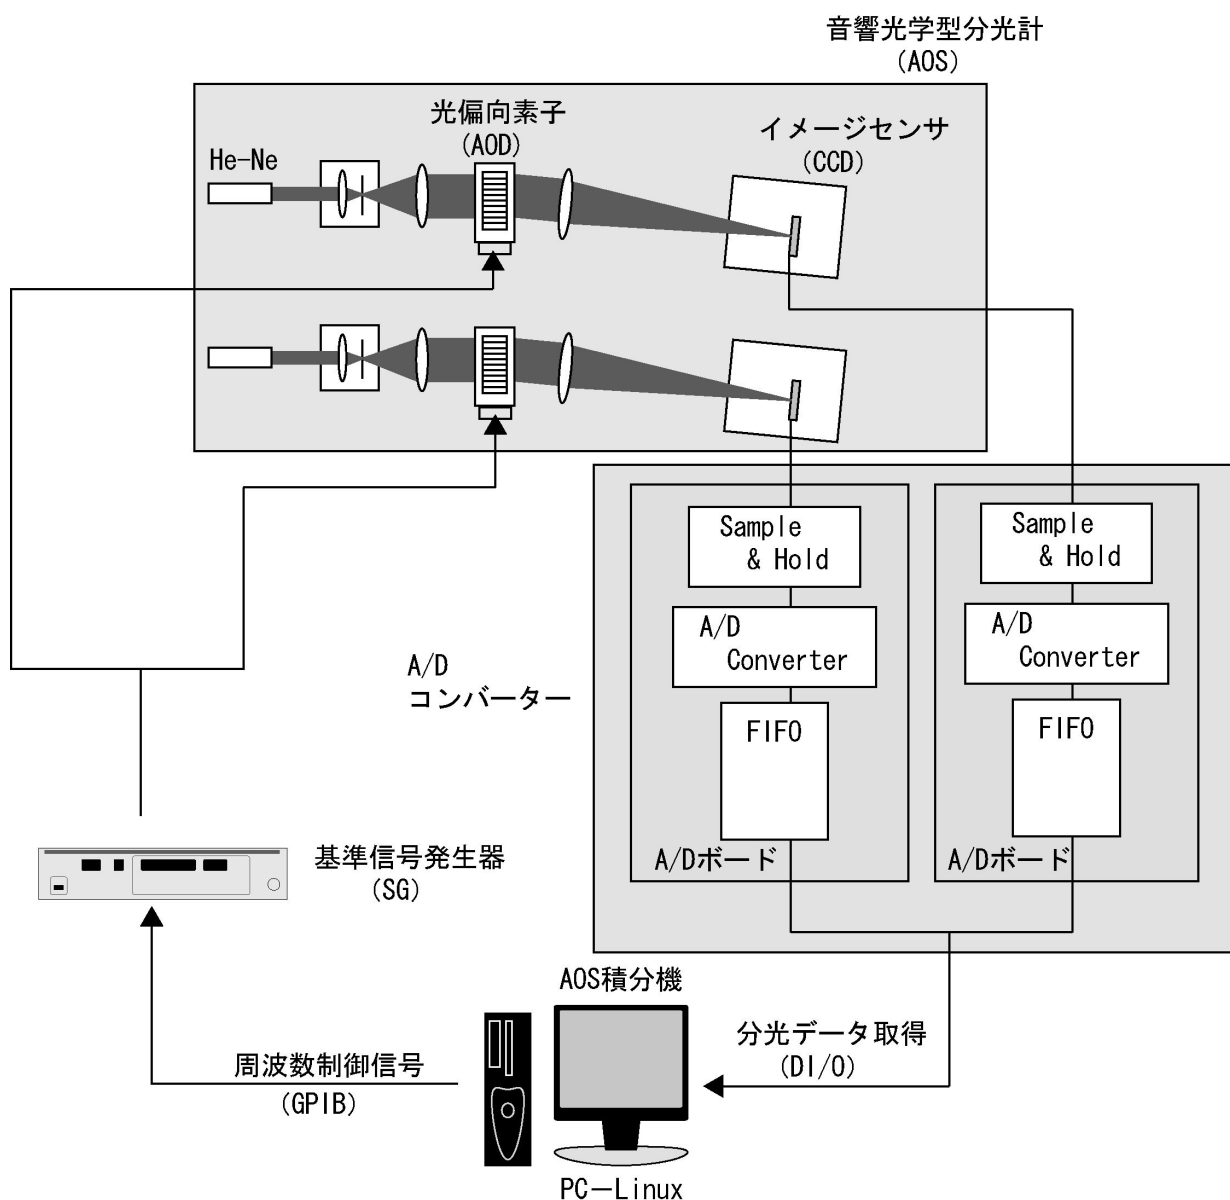 音響光学型分光計
(AOS)
光偏向素子
(AOD)
イメージセンサ
(CCD)
He-Ne
Sample
& Hold
A/D
Converter
FIFO
A/Dボード
Sample
& Hold
A/D
Converter
FIFO
A/Dボード
A/D
コンバーター
基準信号発生器
(SG)
AOS積分機
分光データ取得
(DI/O)
周波数制御信号
(GPIB)
PC-Linux